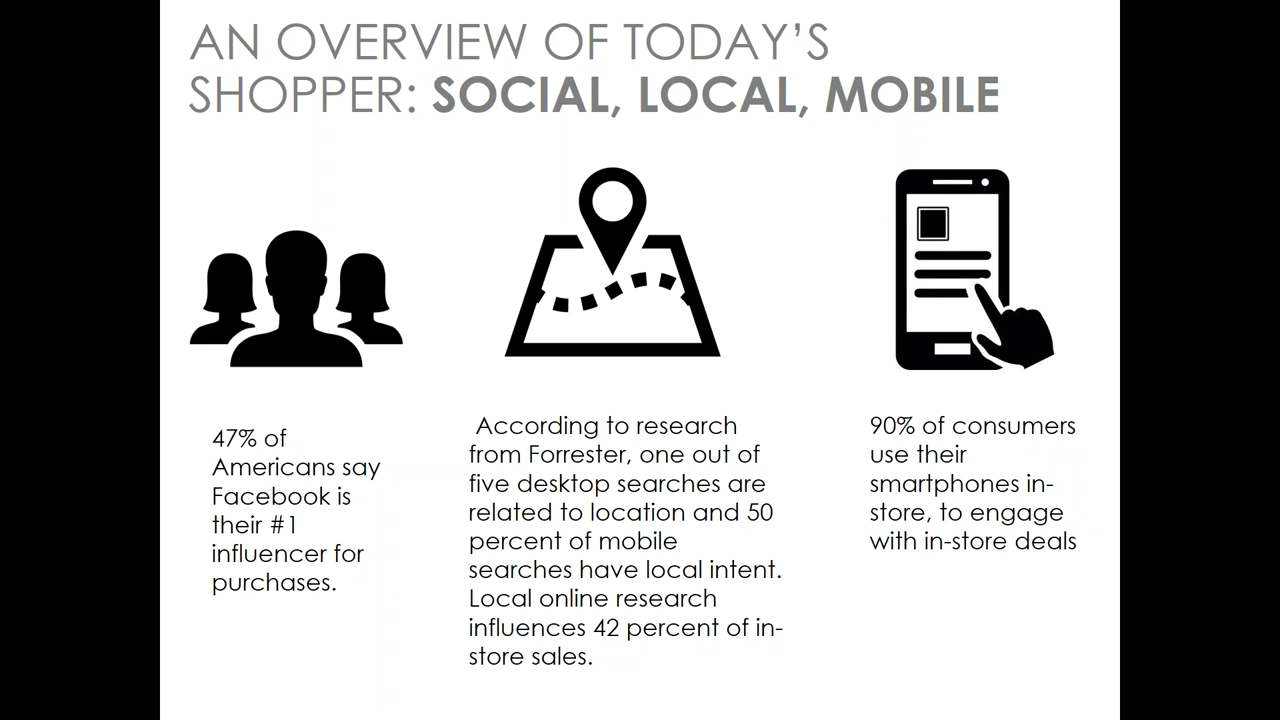 AN OVERVIEW OF TODAY’S
SHOPPER: SOCIAL, LOCAL, MOBILE
47% of
Americans say
Facebook is
their #1
influencer for
purchases.
According to research
from Forrester, one out of
five desktop searches are
related to location and 50
percent of mobile
searches have local intent.
Local online research
influences 42 percent of in-
store sales.
90% of consumers
use their
smartphones in-
store, to engage
with in-store deals